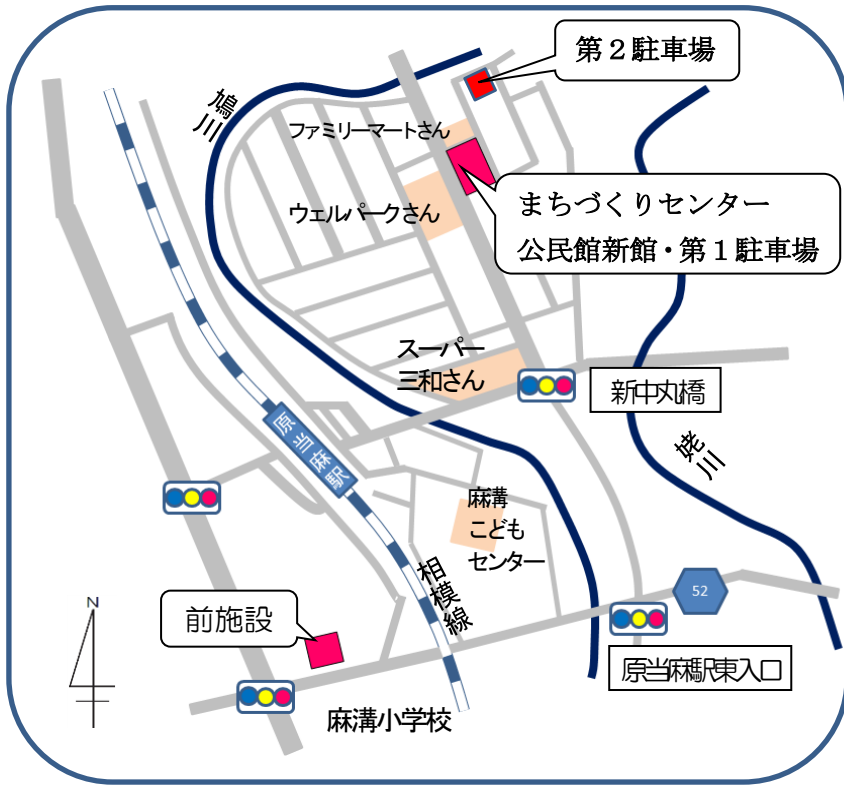 第２駐車場
鳩川
ファミリーマートさん
まちづくりセンター
公民館新館・第１駐車場
ウェルパークさん
スーパー
三和さん
新中丸橋
原当麻駅
姥川
麻溝
こども
センター
相模線
52
N
前施設
原当麻駅東入口
麻溝小学校